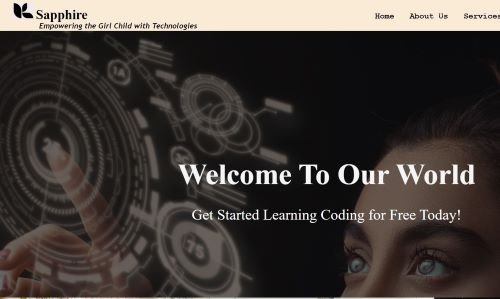 Sapphire
Empowering the Girl Child with Technologies
Home About Us Services
Welcome To Our World
Get Started Learning Coding for Free Today!